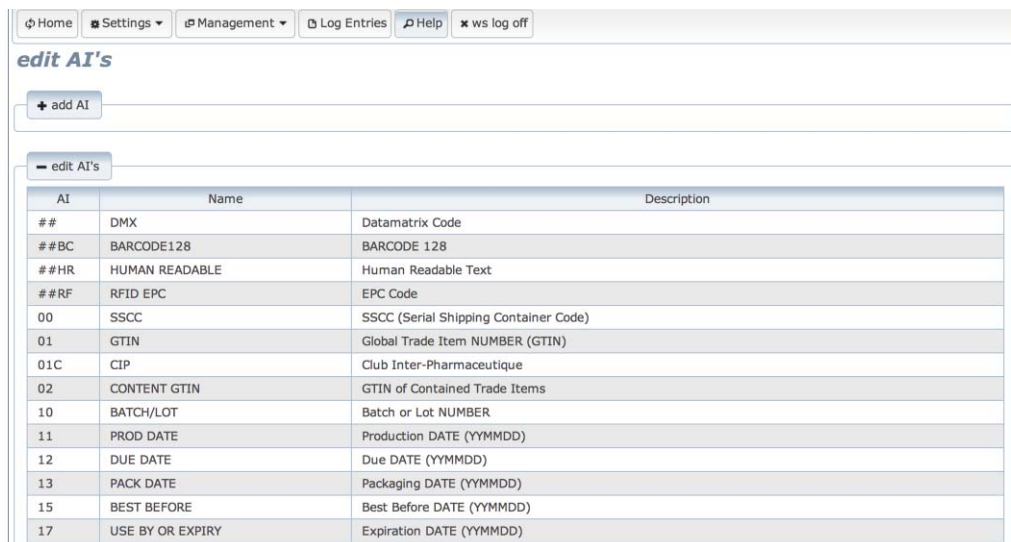 Home Settings Management Log Entries Help ws log off
edit AI's
add AI
edit AI's
AI Name Description
## DMX Datamatrix Code
##BC BARCODE128 BARCODE 128
##HR HUMAN READABLE Human Readable Text
##RF RFID EPC EPC Code
00 SSCC SSCC (Serial Shipping Container Code)
01 GTIN Global Trade Item NUMBER (GTIN)
01C CIP Club Inter-Pharmaceutique
02 CONTENT GTIN GTIN of Contained Trade Items
10 BATCH/LOT Batch or Lot NUMBER
11 PROD DATE Production DATE (YYMMDD)
12 DUE DATE Due DATE (YYMMDD)
13 PACK DATE Packaging DATE (YYMMDD)
15 BEST BEFORE Best Before DATE (YYMMDD)
17 USE BY OR EXPIRY Expiration DATE (YYMMDD)